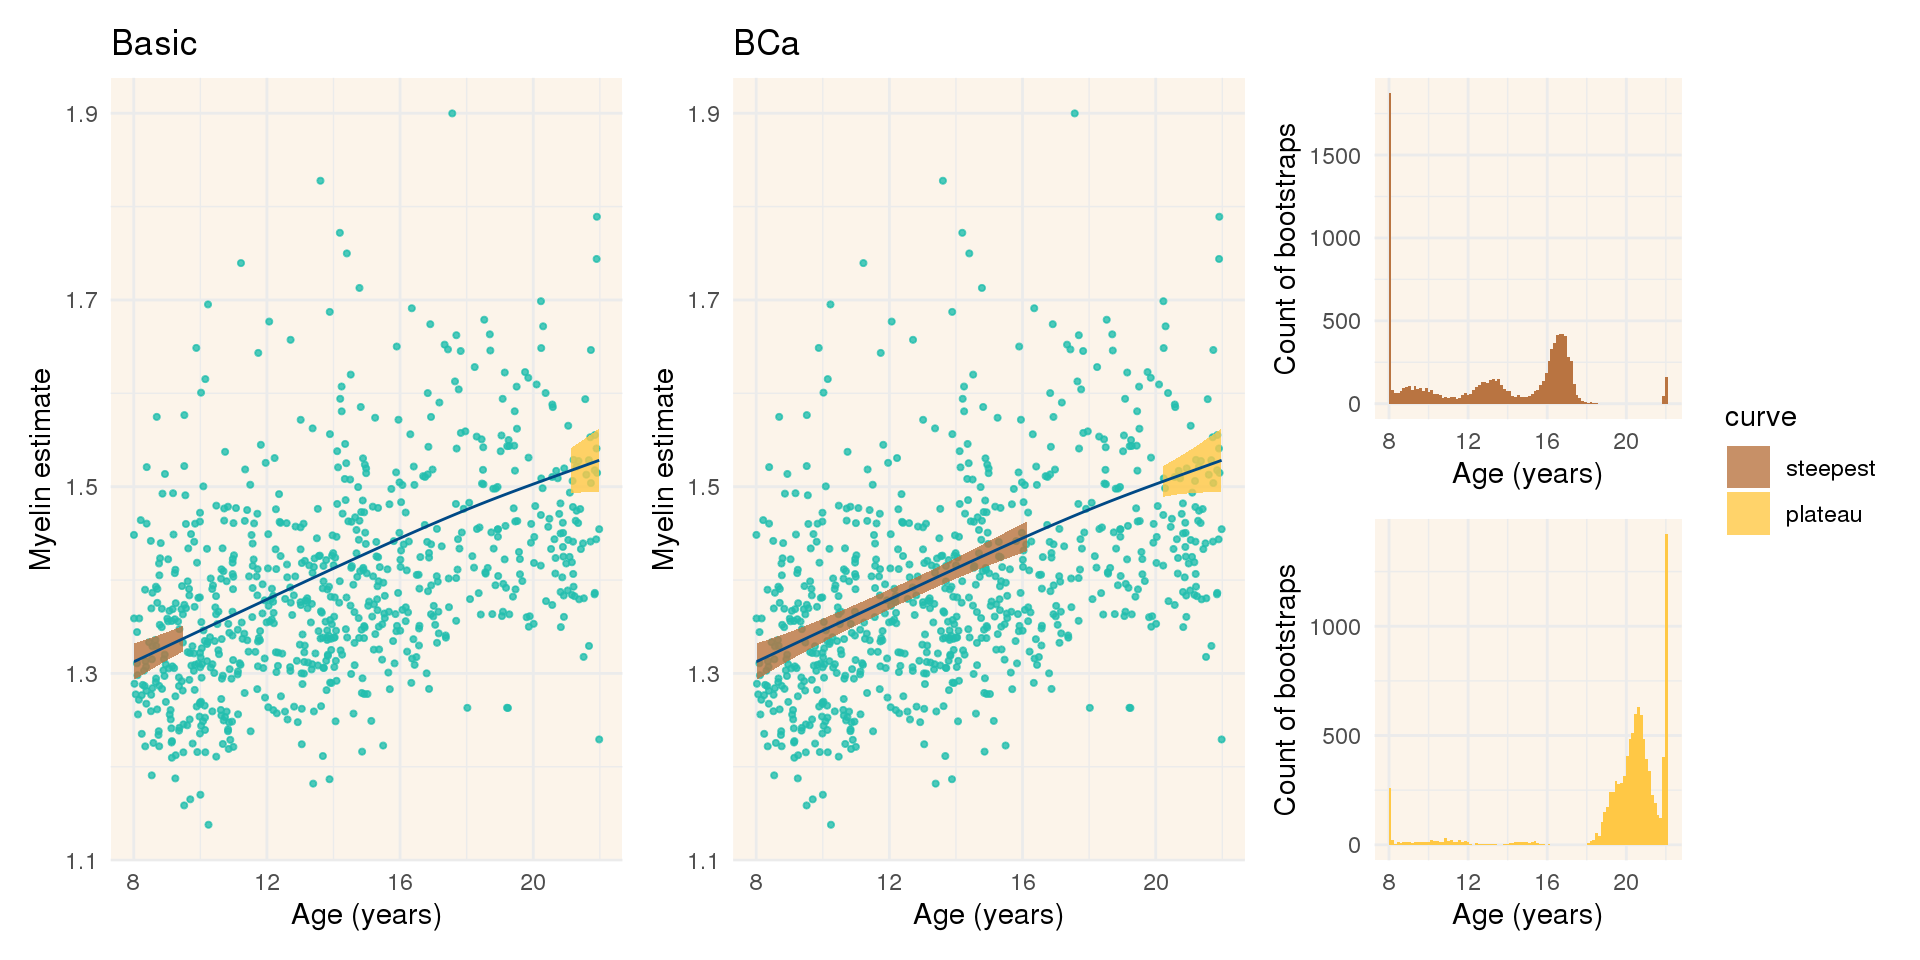 Basic
BCa
Myelin estimate
1.9
1.7
1.5
1.3
1.1
8 12 16 20
Age (years)
Myelin estimate
1.9
1.7
1.5
1.3
1.1
8 12 16 20
Age (years)
Count of bootstraps
1500
1000
500
0
8 12 16 20
Age (years)
Count of bootstraps
1000
500
0
8 12 16 20
Age (years)
curve
steepest
plateau